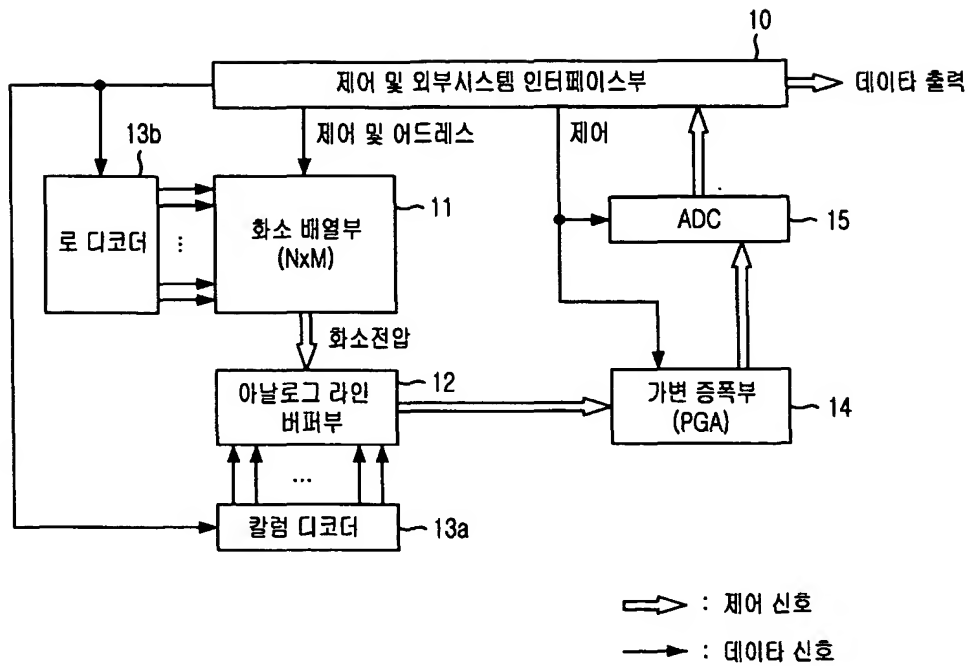 10
제어 및 외부시스템 인터페이스부
데이타 출력
13b
제어 및 어드레스
제어
로 디코더
...
화소 배열부
(NxM)
11
ADC
15
화소전압
아날로그 라인
버퍼부
12
가변 증폭부
(PGA)
14
...
칼럼 디코더
13a
: 제어 신호
: 데이타 신호